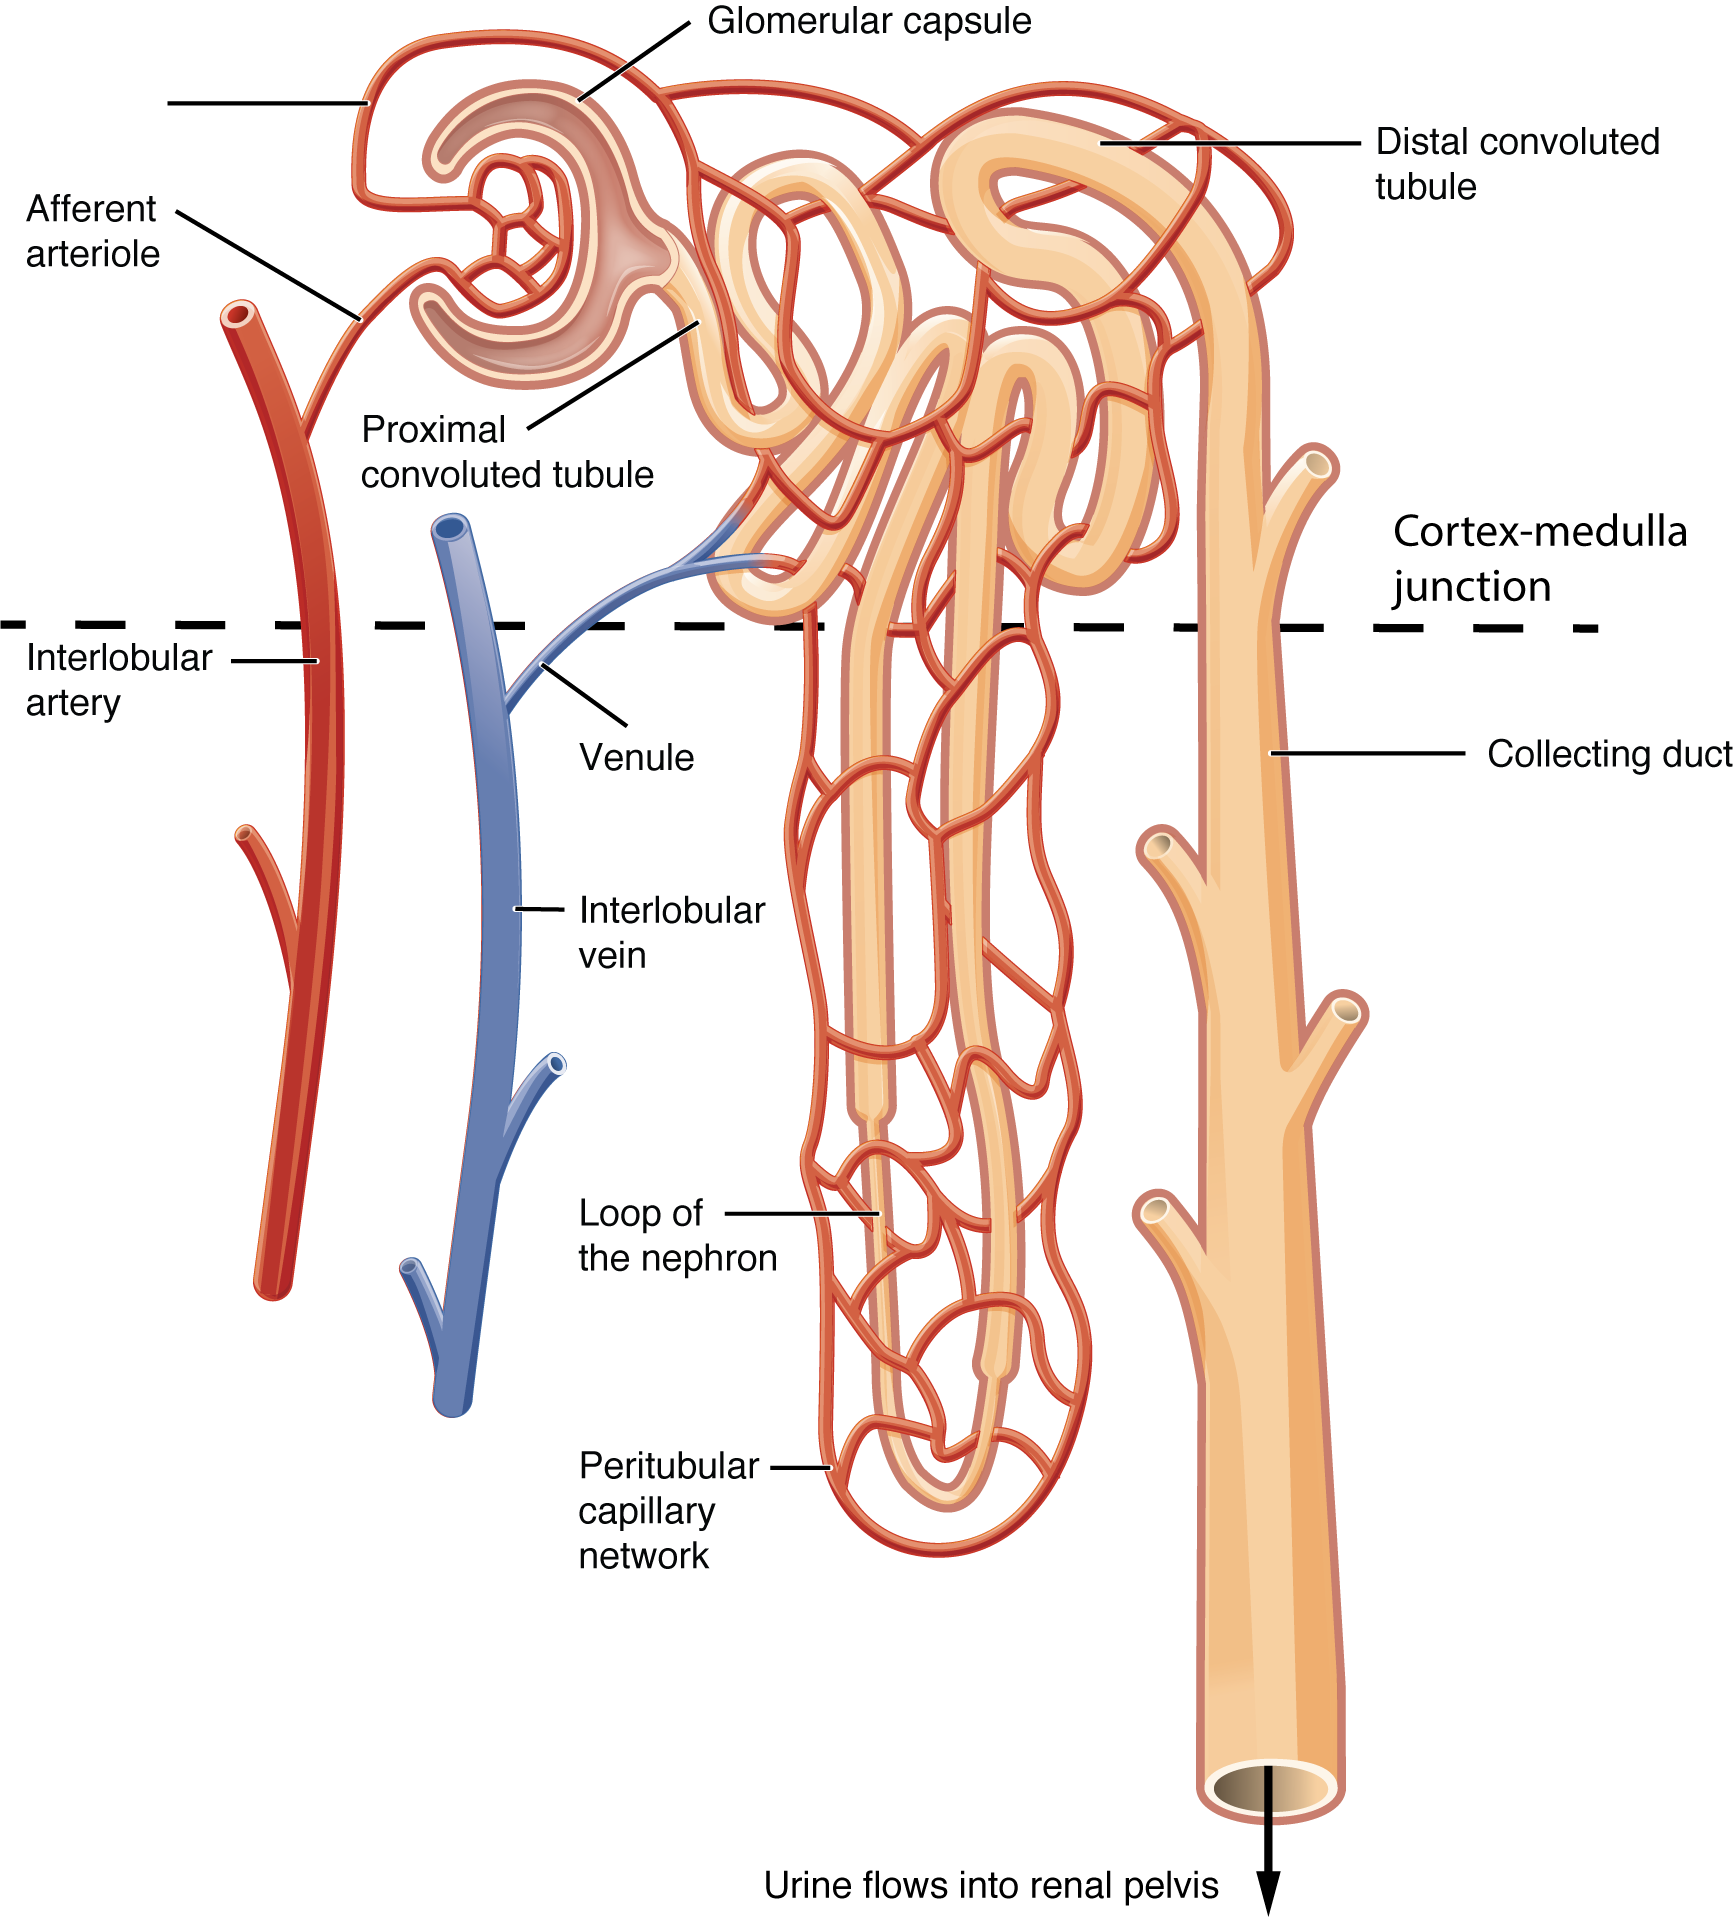 Glomerular capsule
Distal convoluted
tubule
Afferent
arteriole
Proximal
convoluted tubule
Cortex-medulla
junction
Interlobular
artery
Venule
Collecting duct
Interlobular
vein
Loop of
the nephron
Peritubular
capillary
network
Urine flows into renal pelvis